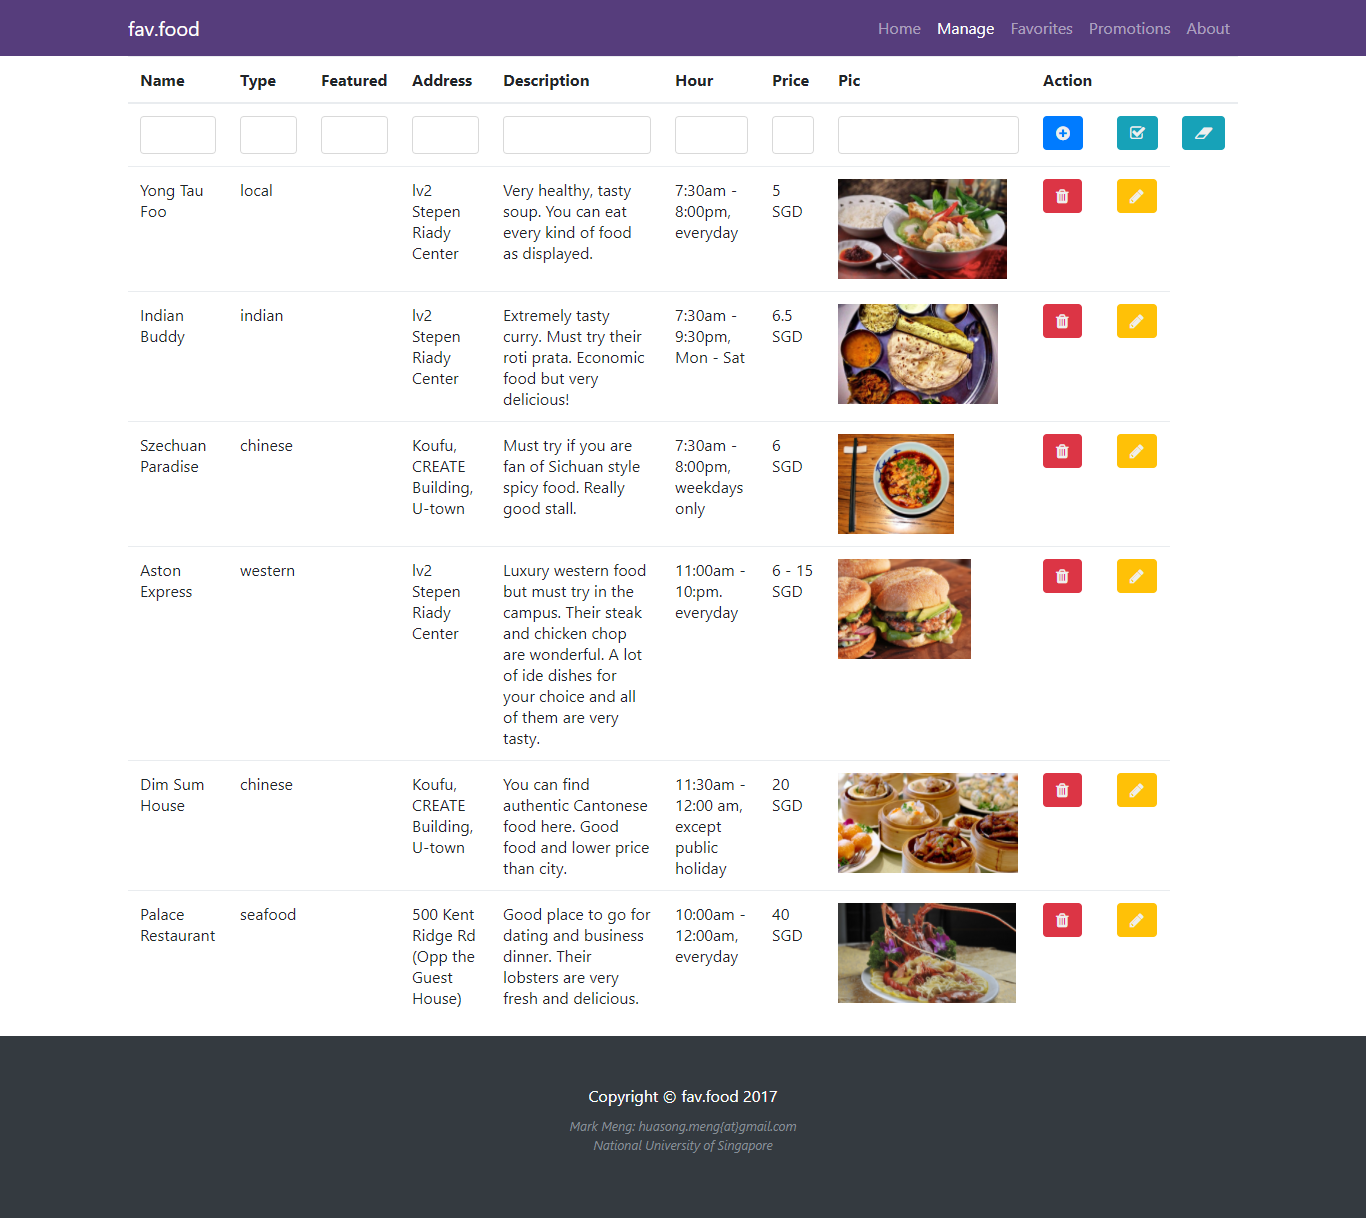 fav.food Home Manage Favorites Promotions About
Name Type Featured Address Description Hour Price Pic Action
Yong Tau
Foo
local
lv2
Stepen
Riady
Center
Very healthy, tasty
soup. You can eat
every kind of food
as displayed.
7:30am -
8:00pm,
everyday
5
SGD
Indian
Buddy
indian
lv2
Stepen
Riady
Center
Extremely tasty
curry. Must try their
roti prata. Economic
food but very
delicious!
7:30am -
9:30pm,
Mon - Sat
6.5
SGD
Szechuan
Paradise
chinese
Koufu,
CREATE
Building,
U-town
Must try if you are
fan of Sichuan style
spicy food. Really
good stall.
7:30am -
8:00pm,
weekdays
only
6
SGD
Aston
Express
western
lv2
Stepen
Riady
Center
Luxury western food
but must try in the
campus. Their steak
and chicken chop
are wonderful. A lot
of ide dishes for
your choice and all
of them are very
tasty.
11:00am -
10:pm.
everyday
6 - 15
SGD
Dim Sum
House
chinese
Koufu,
CREATE
Building,
U-town
You can find
authentic Cantonese
food here. Good
food and lower price
than city.
11:30am -
12:00 am,
except
public
holiday
20
SGD
Palace
Restaurant
seafood
500 Kent
Ridge Rd
(Opp the
Guest
House)
Good place to go for
dating and business
dinner. Their
lobsters are very
fresh and delicious.
10:00am -
12:00am,
everyday
40
SGD
Copyright © fav.food 2017
Mark Meng: huasong.meng{at}gmail.com
National University of Singapore